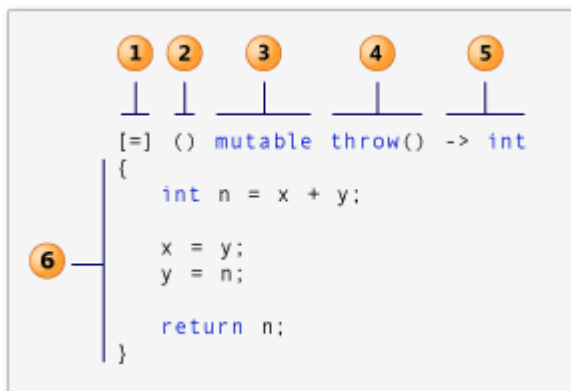 1 2 3 4 5
[=] () mutable throw() -> int
{
int n = x + y;
x = y;
6
y = n;
return n;
}